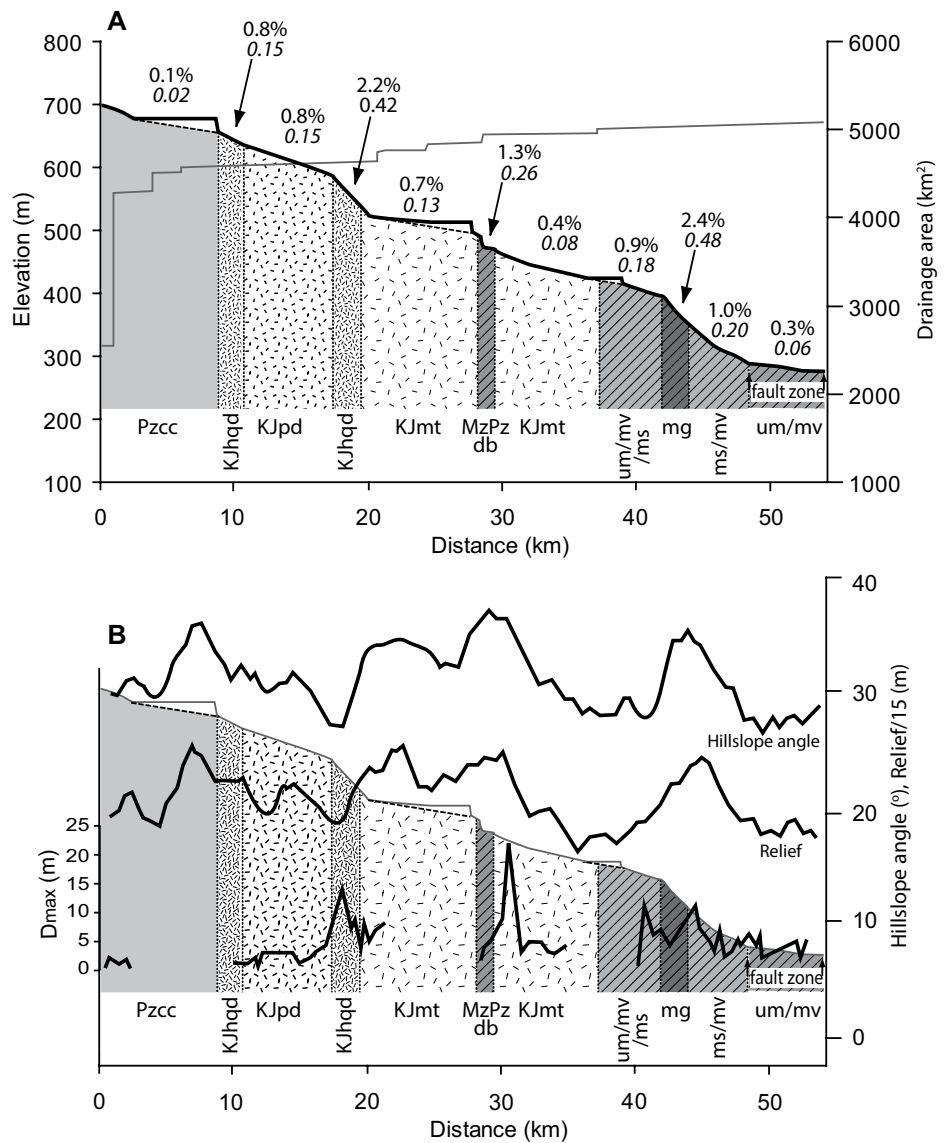 A
800
700
600
500
400
300
200
100
Elevation (m)
6000
5000
4000
3000
2000
1000
Drainage area (km²)
0.1%
0.02
0.8%
0.15
0.8%
0.15
2.2%
0.42
0.7%
0.13
1.3%
0.26
0.4%
0.08
0.9%
0.18
2.4%
0.48
1.0%
0.20
0.3%
0.06
fault zone
Pzcc
KJhqd
KJpd
KJhqd
KJmt
MzPz
db
KJmt
um/mv
/ms
mg
ms/mv
um/mv
0 10 20 30 40 50
Distance (km)
B
25
20
15
10
5
0
Dmax (m)
40
30
20
10
0
Hillslope angle (º), Relief/15 (m)
Hillslope angle
Relief
fault zone
Pzcc
KJhqd
KJpd
KJhqd
KJmt
MzPz
db
KJmt
um/mv
/ms
mg
ms/mv
um/mv
0 10 20 30 40 50
Distance (km)